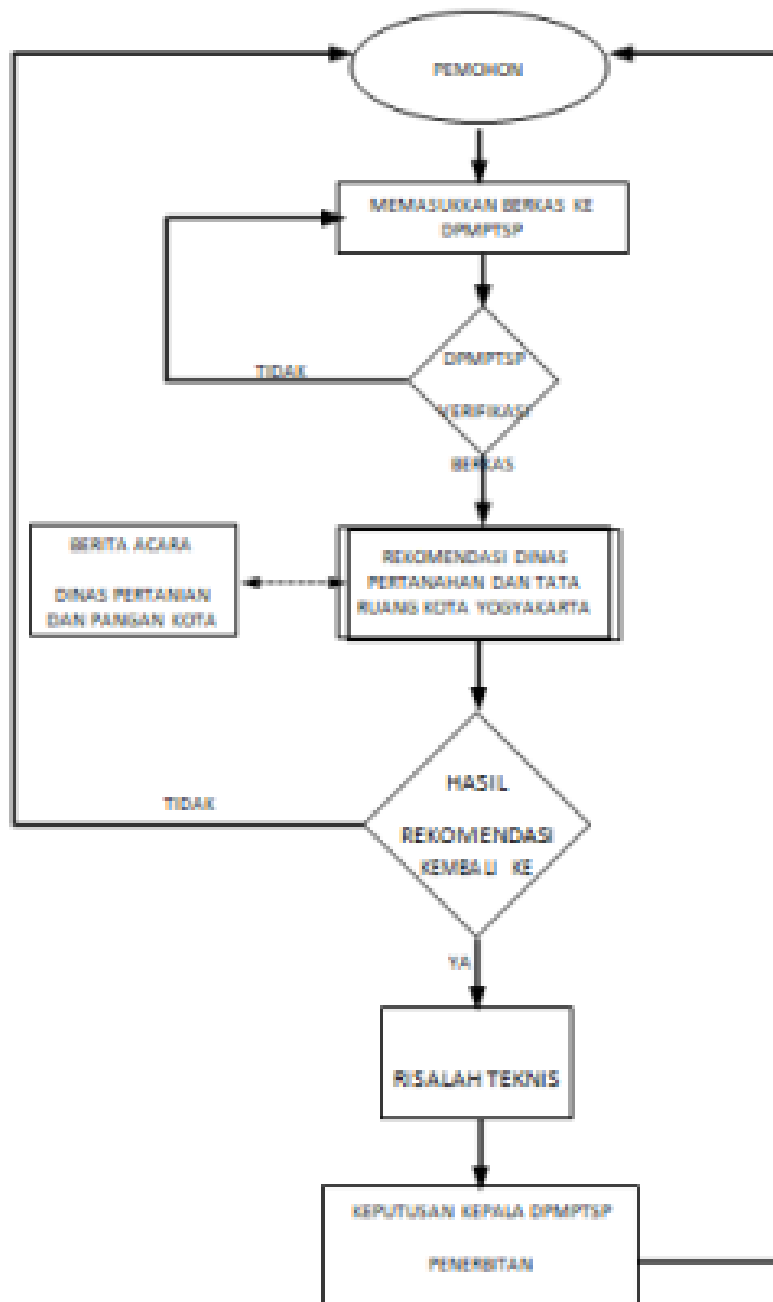 PEMOHON
MEMASUKKAN BERKAS KE
DPMPTSP
DPMPTSP
TIDAK
VERIFIKASI
BERKAS
BERITA ACARA
DINAS PERTANIAN
DAN PANGAN KOTA
REKOMENDASI DINAS
PERTANAHAN DAN TATA
RUANG KOTA YOGYAKARTA
HASIL
TIDAK
REKOMENDASI
KEMBALI KE
YA
RISALAH TEKNIS
KEPUTUSAN KEPALA DPMPTSP
PENERBITAN